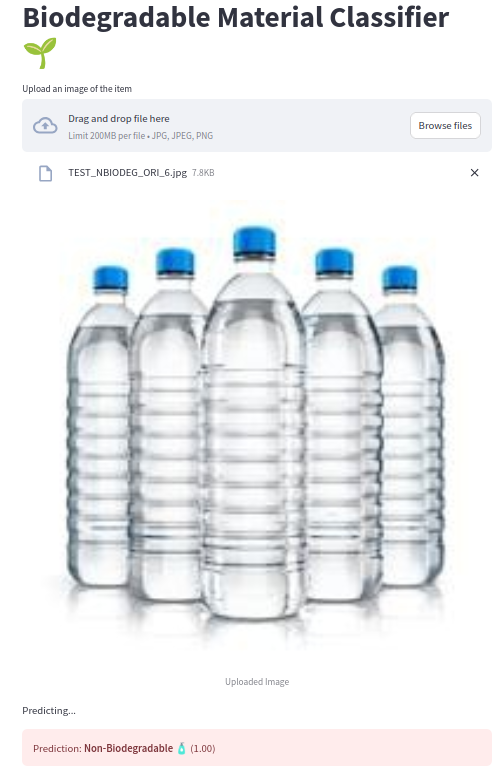 Biodegradable Material Classifier
🌱
Upload an image of the item
Drag and drop file here
Limit 200MB per file • JPG, JPEG, PNG
Browse files
TEST_NBIODEG_ORI_6.jpg 7.8KB
Uploaded Image
Predicting...
Prediction: Non-Biodegradable 🧴 (1.00)